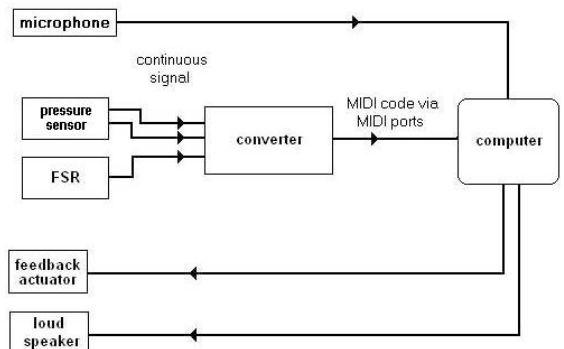 microphone
continuous
signal
pressure
sensor
FSR
converter
MIDI code via
MIDI ports
computer
feedback
actuator
loud
speaker